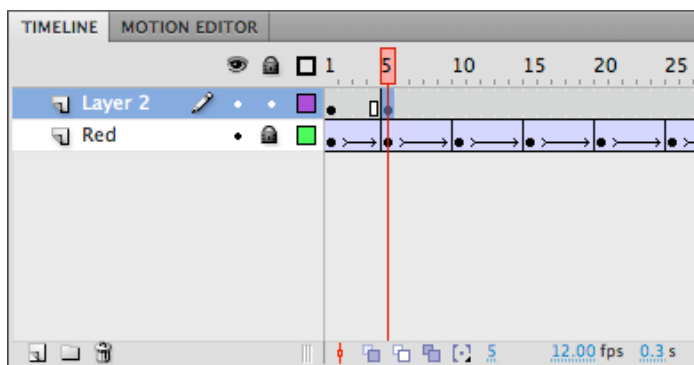 TIMELINE MOTION EDITOR
1 5 10 15 20 25
Layer 2
Red
5 12.00 fps 0.3 s